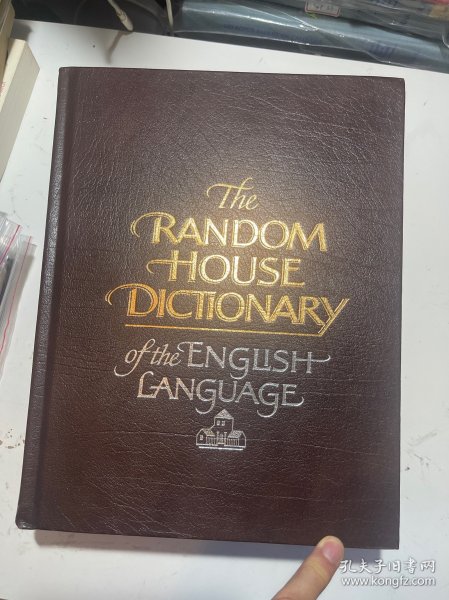 The
RANDOM
HOUSE
DICTIONARY
of the ENGLISH
LANGUAGE
孔夫子旧书网
www.kongfz.com